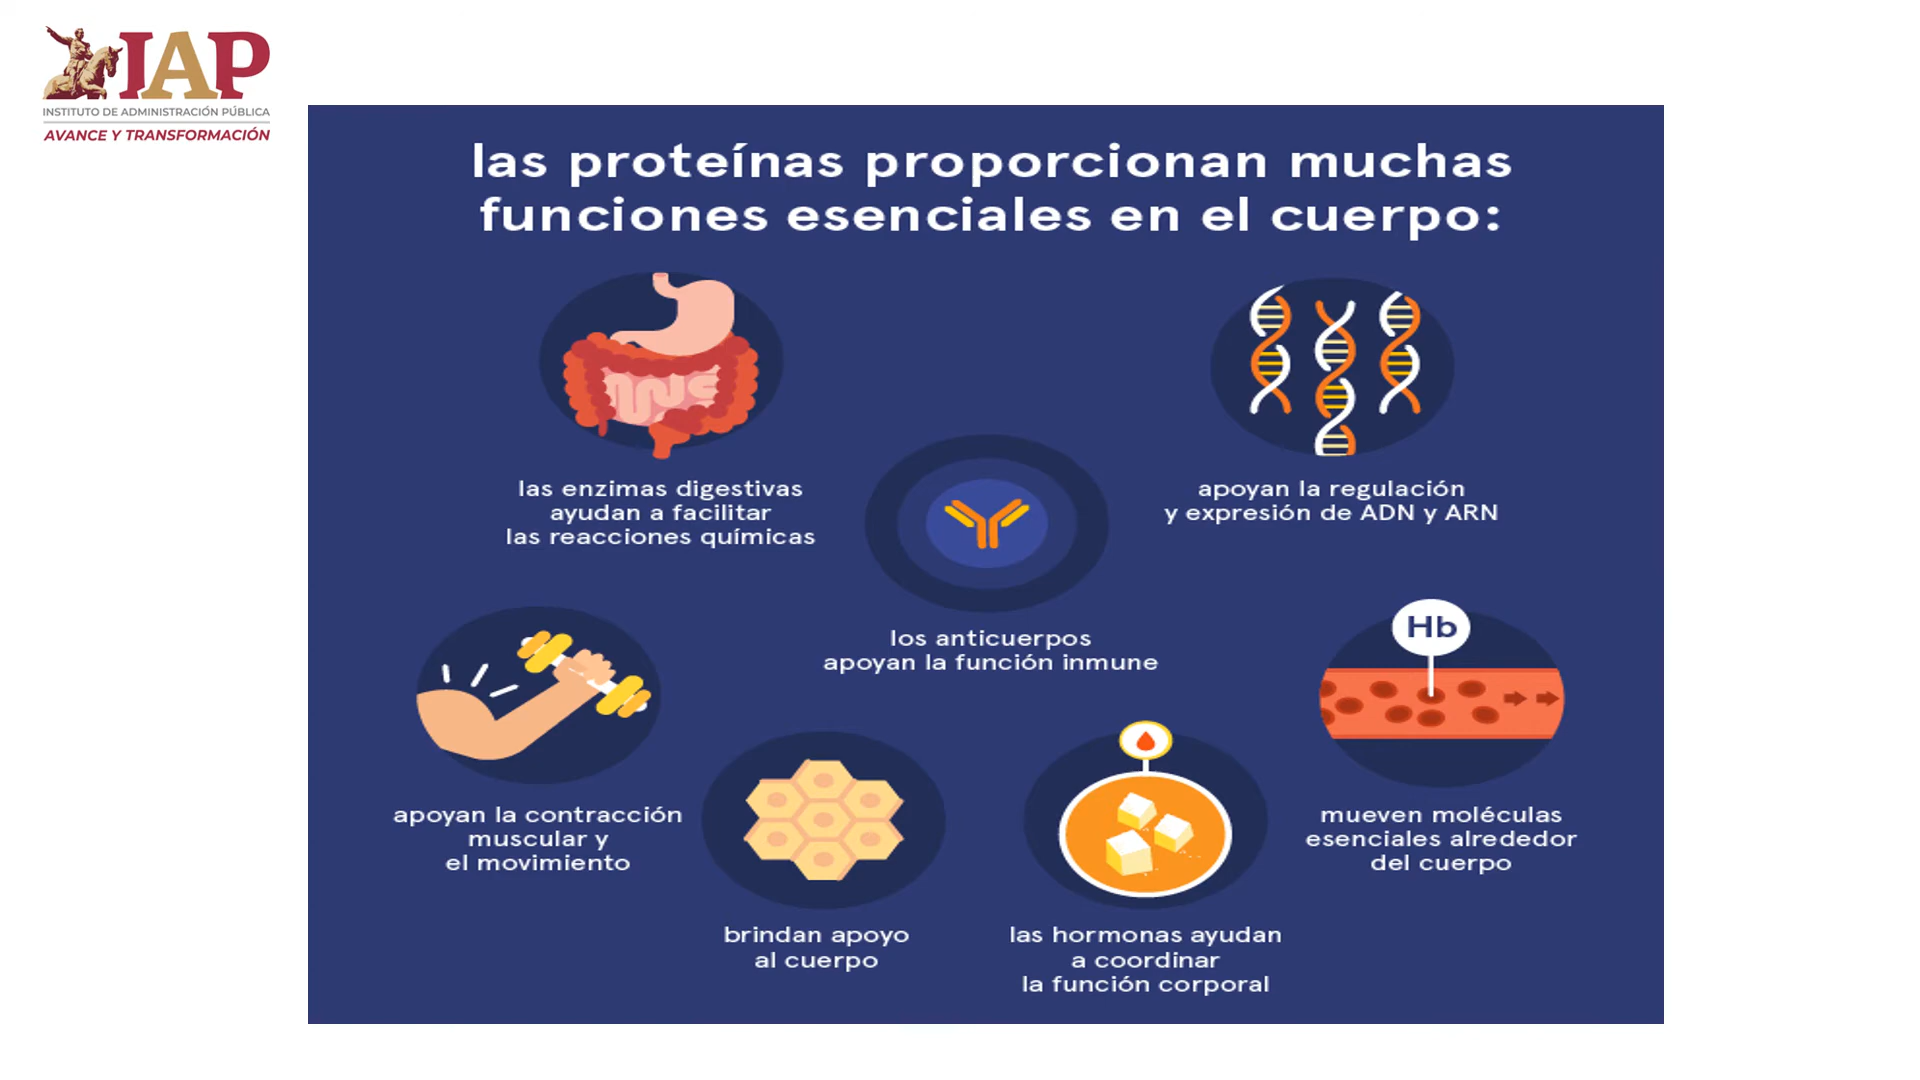 IAP
INSTITUTO DE ADMINISTRACIÓN PÚBLICA
AVANCE Y TRANSFORMACIÓN
las proteínas proporcionan muchas
funciones esenciales en el cuerpo:
las enzimas digestivas
ayudan a facilitar
las reacciones químicas
apoyan la regulación
y expresión de ADN y ARN
los anticuerpos
apoyan la función inmune
Hb
apoyan la contracción
muscular y
el movimiento
mueven moléculas
esenciales alrededor
del cuerpo
brindan apoyo
al cuerpo
las hormonas ayudan
a coordinar
la función corporal